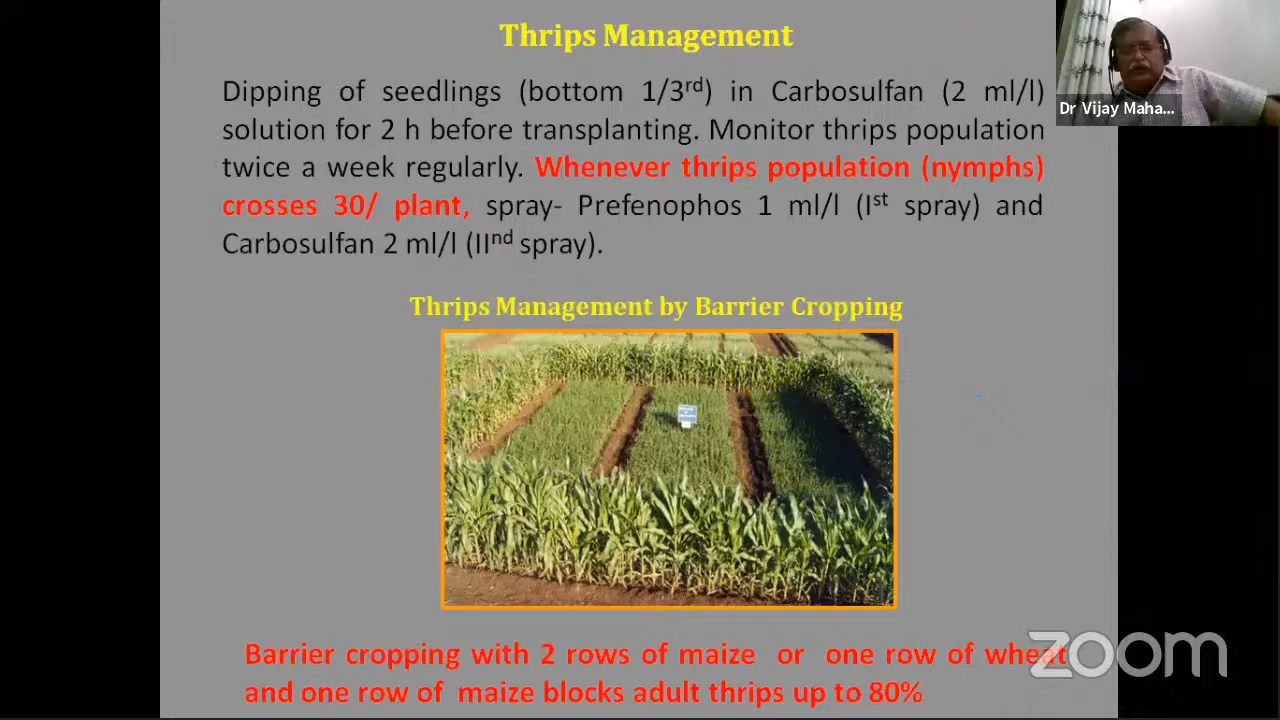 Thrips Management
Dr Vijay Maha...
Dipping of seedlings (bottom 1/3rd) in Carbosulfan (2 ml/l)
solution for 2 h before transplanting. Monitor thrips population
twice a week regularly. Whenever thrips population (nymphs)
crosses 30/ plant, spray- Prefenophos 1 ml/l (Ist spray) and
Carbosulfan 2 ml/l (IInd spray).
Thrips Management by Barrier Cropping
Barrier cropping with 2 rows of maize or one row of wheat
and one row of maize blocks adult thrips up to 80%
zoom